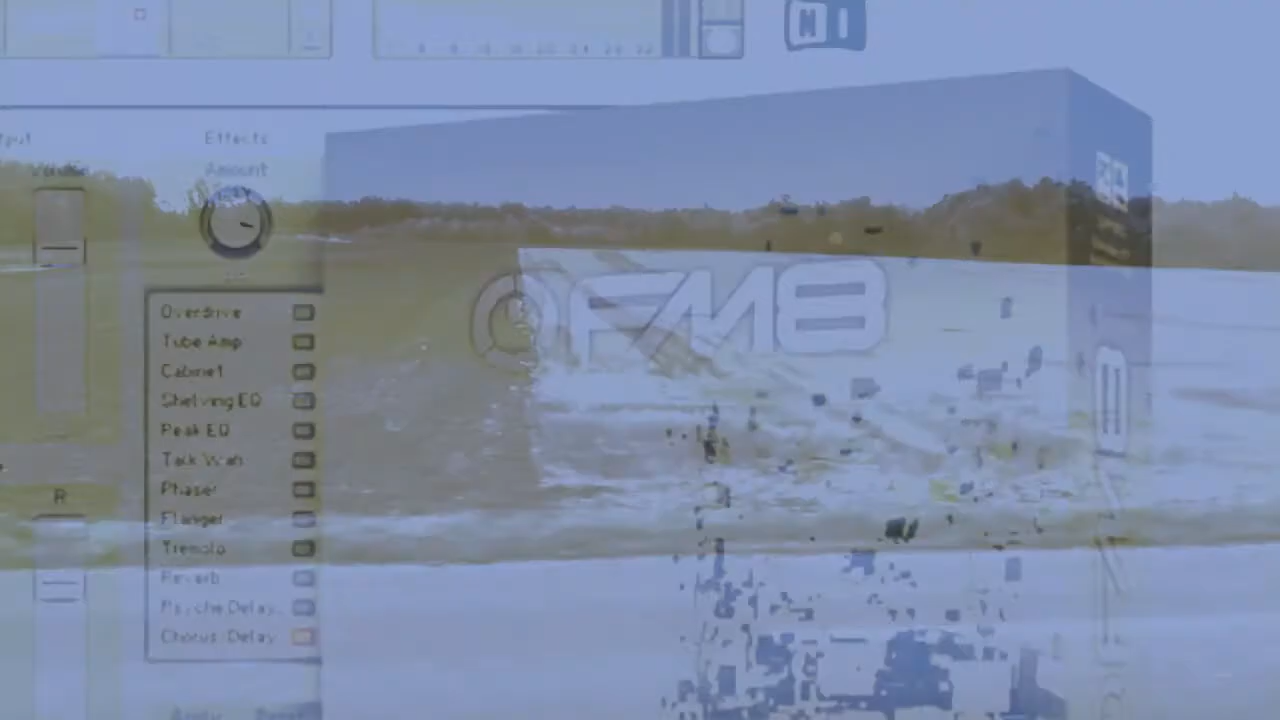 NI
Effects
Amount
FM8
Overdrive
Tube Amp
Cabinet
Shelving EQ
Peak EQ
Talk Wah
Phaser
Flanger
Tremolo
R
Reverb
Psyche Delay
Chorus Delay